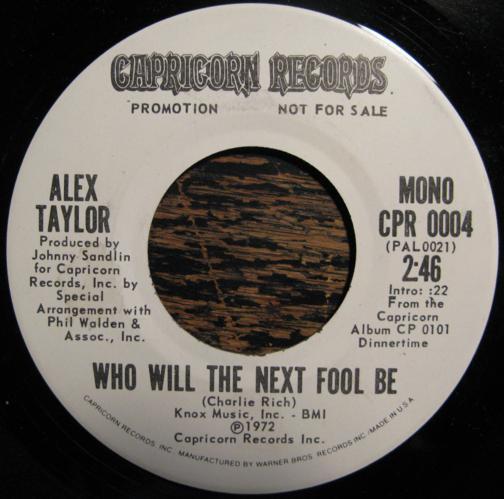 CAPRICORN RECORDS.
PROMOTION NOT FOR SALE
ALEX
TAYLOR
Produced by
Johnny Sandlin
for Capricorn
Records, Inc. by
Special
Arrangement with
Phil Walden &
Assoc., Inc.
MONO
CPR 0004
(PAL0021)
2:46
Intro: :22
From the
Capricorn
Album CP 0101
Dinnertime
WHO WILL THE NEXT FOOL BE
(Charlie Rich)
Knox Music, Inc. - BMI
Ⓟ1972
Capricorn Records Inc.
CAPRICORN RECORDS, INC. MANUFACTURED BY WARNER BROS. RECORDS INC./MADE IN U.S.A.